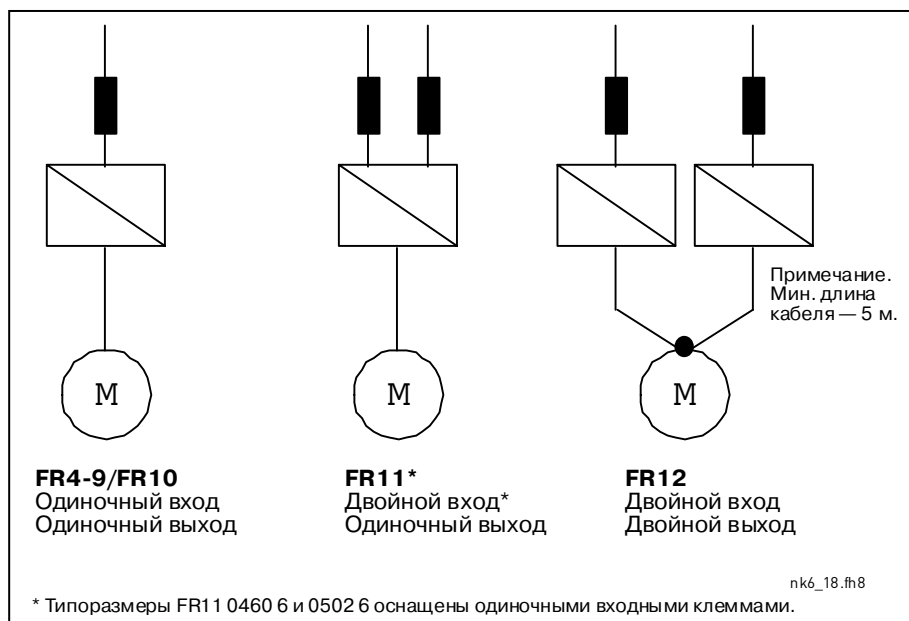 Примечание.
Мин. длина
кабеля — 5 м.
M
M
M
FR4-9/FR10
Одиночный вход
Одиночный выход
FR11*
Двойной вход*
Одиночный выход
FR12
Двойной вход
Двойной выход
nk6_18.fh8
* Типоразмеры FR11 0460 6 и 0502 6 оснащены одиночными входными клеммами.